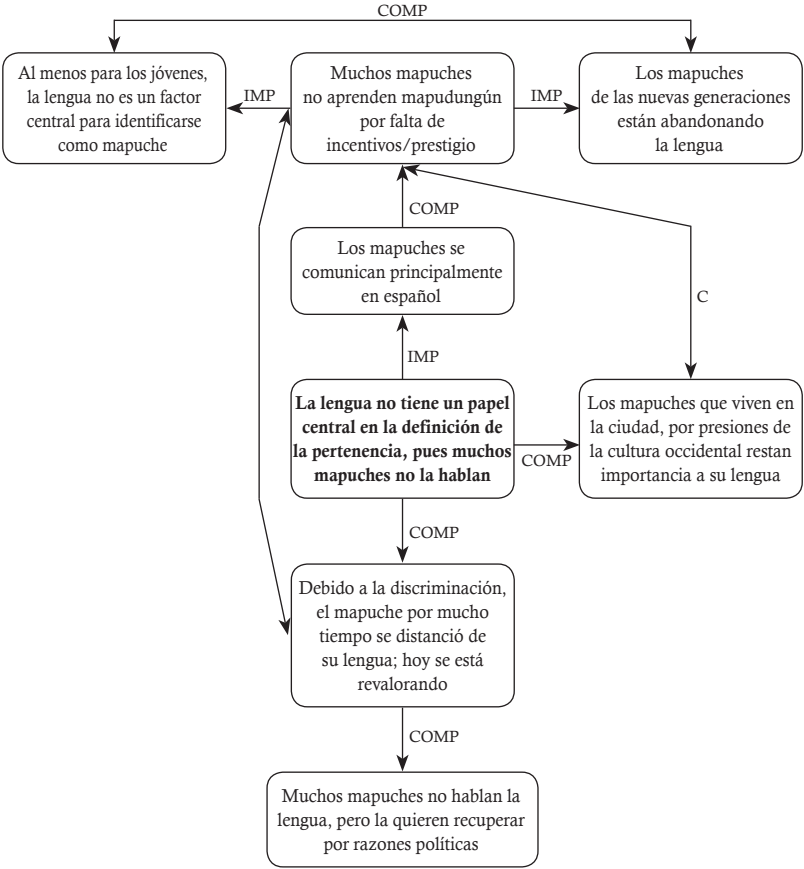 COMP
Al menos para los jóvenes,
la lengua no es un factor
central para identificarse
como mapuche
IMP
Muchos mapuches
no aprenden mapudungún
por falta de
incentivos/prestigio
IMP
Los mapuches
de las nuevas generaciones
están abandonando
la lengua
COMP
Los mapuches se
comunican principalmente
en español
C
IMP
La lengua no tiene un papel
central en la definición de
la pertenencia, pues muchos
mapuches no la hablan
COMP
Los mapuches que viven en
la ciudad, por presiones de
la cultura occidental restan
importancia a su lengua
COMP
Debido a la discriminación,
el mapuche por mucho
tiempo se distanció de
su lengua; hoy se está
revalorando
COMP
Muchos mapuches no hablan la
lengua, pero la quieren recuperar
por razones políticas